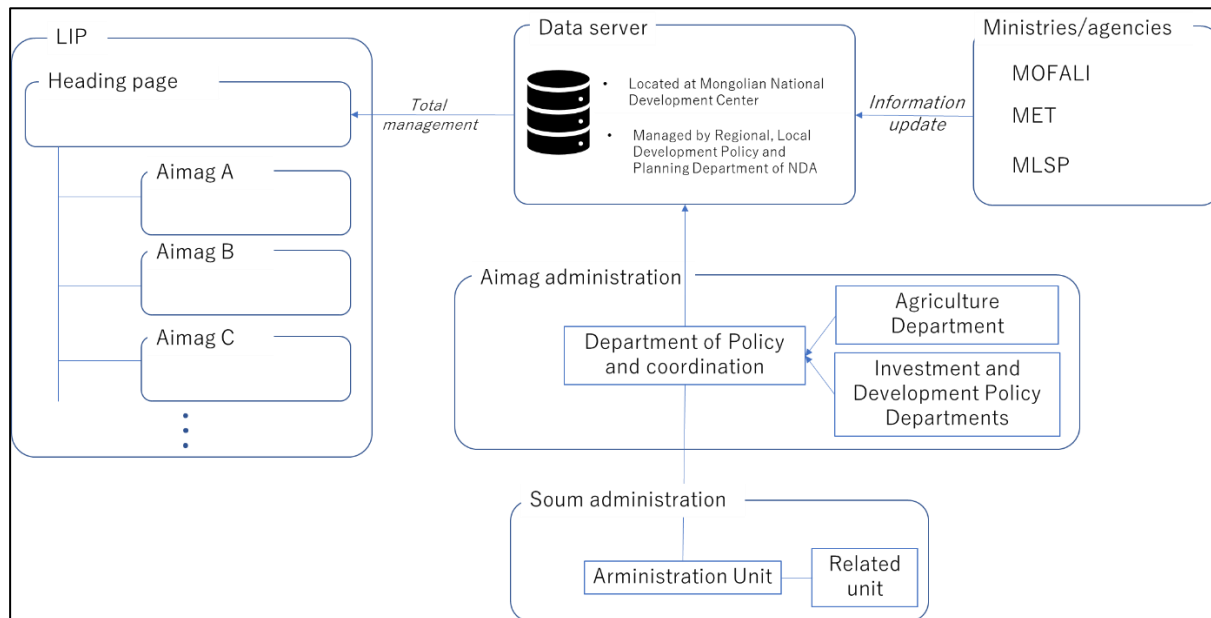 LIP
Heading page
Aimag A
Aimag B
Aimag C
Total
management
Data server
• Located at Mongolian National
Development Center
• Managed by Regional, Local
Development Policy and
Planning Department of NDA
Information
update
Ministries/agencies
MOFALI
MET
MLSP
Aimag administration
Department of Policy
and coordination
Agriculture
Department
Investment and
Development Policy
Departments
Soum administration
Arministration Unit
Related
unit